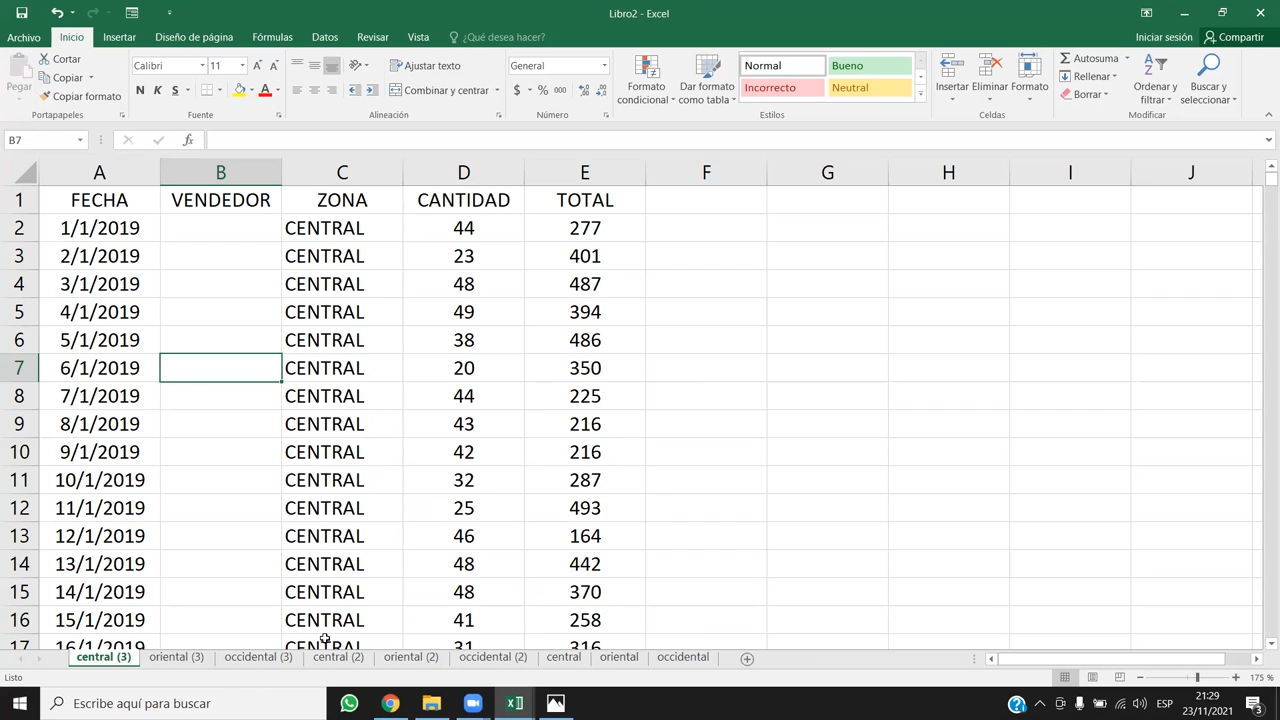 Libro2 - Excel
Archivo Inicio Insertar Diseño de página Fórmulas Datos Revisar Vista ¿Qué desea hacer? Iniciar sesión Compartir
Pegar
Cortar
Copiar
Copiar formato
Portapapeles
Calibri 11
N K S
Fuente
Ajustar texto
Combinar y centrar
Alineación
General
$ % 000
Número
Formato condicional
Dar formato como tabla
Normal Bueno
Incorrecto Neutral
Estilos
Insertar Eliminar Formato
Celdas
Autosuma
Rellenar
Borrar
Ordenar y filtrar
Buscar y seleccionar
Modificar
B7 fx
A B C D E F G H I J
1 FECHA VENDEDOR ZONA CANTIDAD TOTAL
2 1/1/2019 CENTRAL 44 277
3 2/1/2019 CENTRAL 23 401
4 3/1/2019 CENTRAL 48 487
5 4/1/2019 CENTRAL 49 394
6 5/1/2019 CENTRAL 38 486
7 6/1/2019 CENTRAL 20 350
8 7/1/2019 CENTRAL 44 225
9 8/1/2019 CENTRAL 43 216
10 9/1/2019 CENTRAL 42 216
11 10/1/2019 CENTRAL 32 287
12 11/1/2019 CENTRAL 25 493
13 12/1/2019 CENTRAL 46 164
14 13/1/2019 CENTRAL 48 442
15 14/1/2019 CENTRAL 48 370
16 15/1/2019 CENTRAL 41 258
17 16/1/2019 CENTRAL 31 316
central (3) oriental (3) occidental (3) central (2) oriental (2) occidental (2) central oriental occidental
Listo 175 %
Escribe aquí para buscar
ESP
21:29
23/11/2021
3